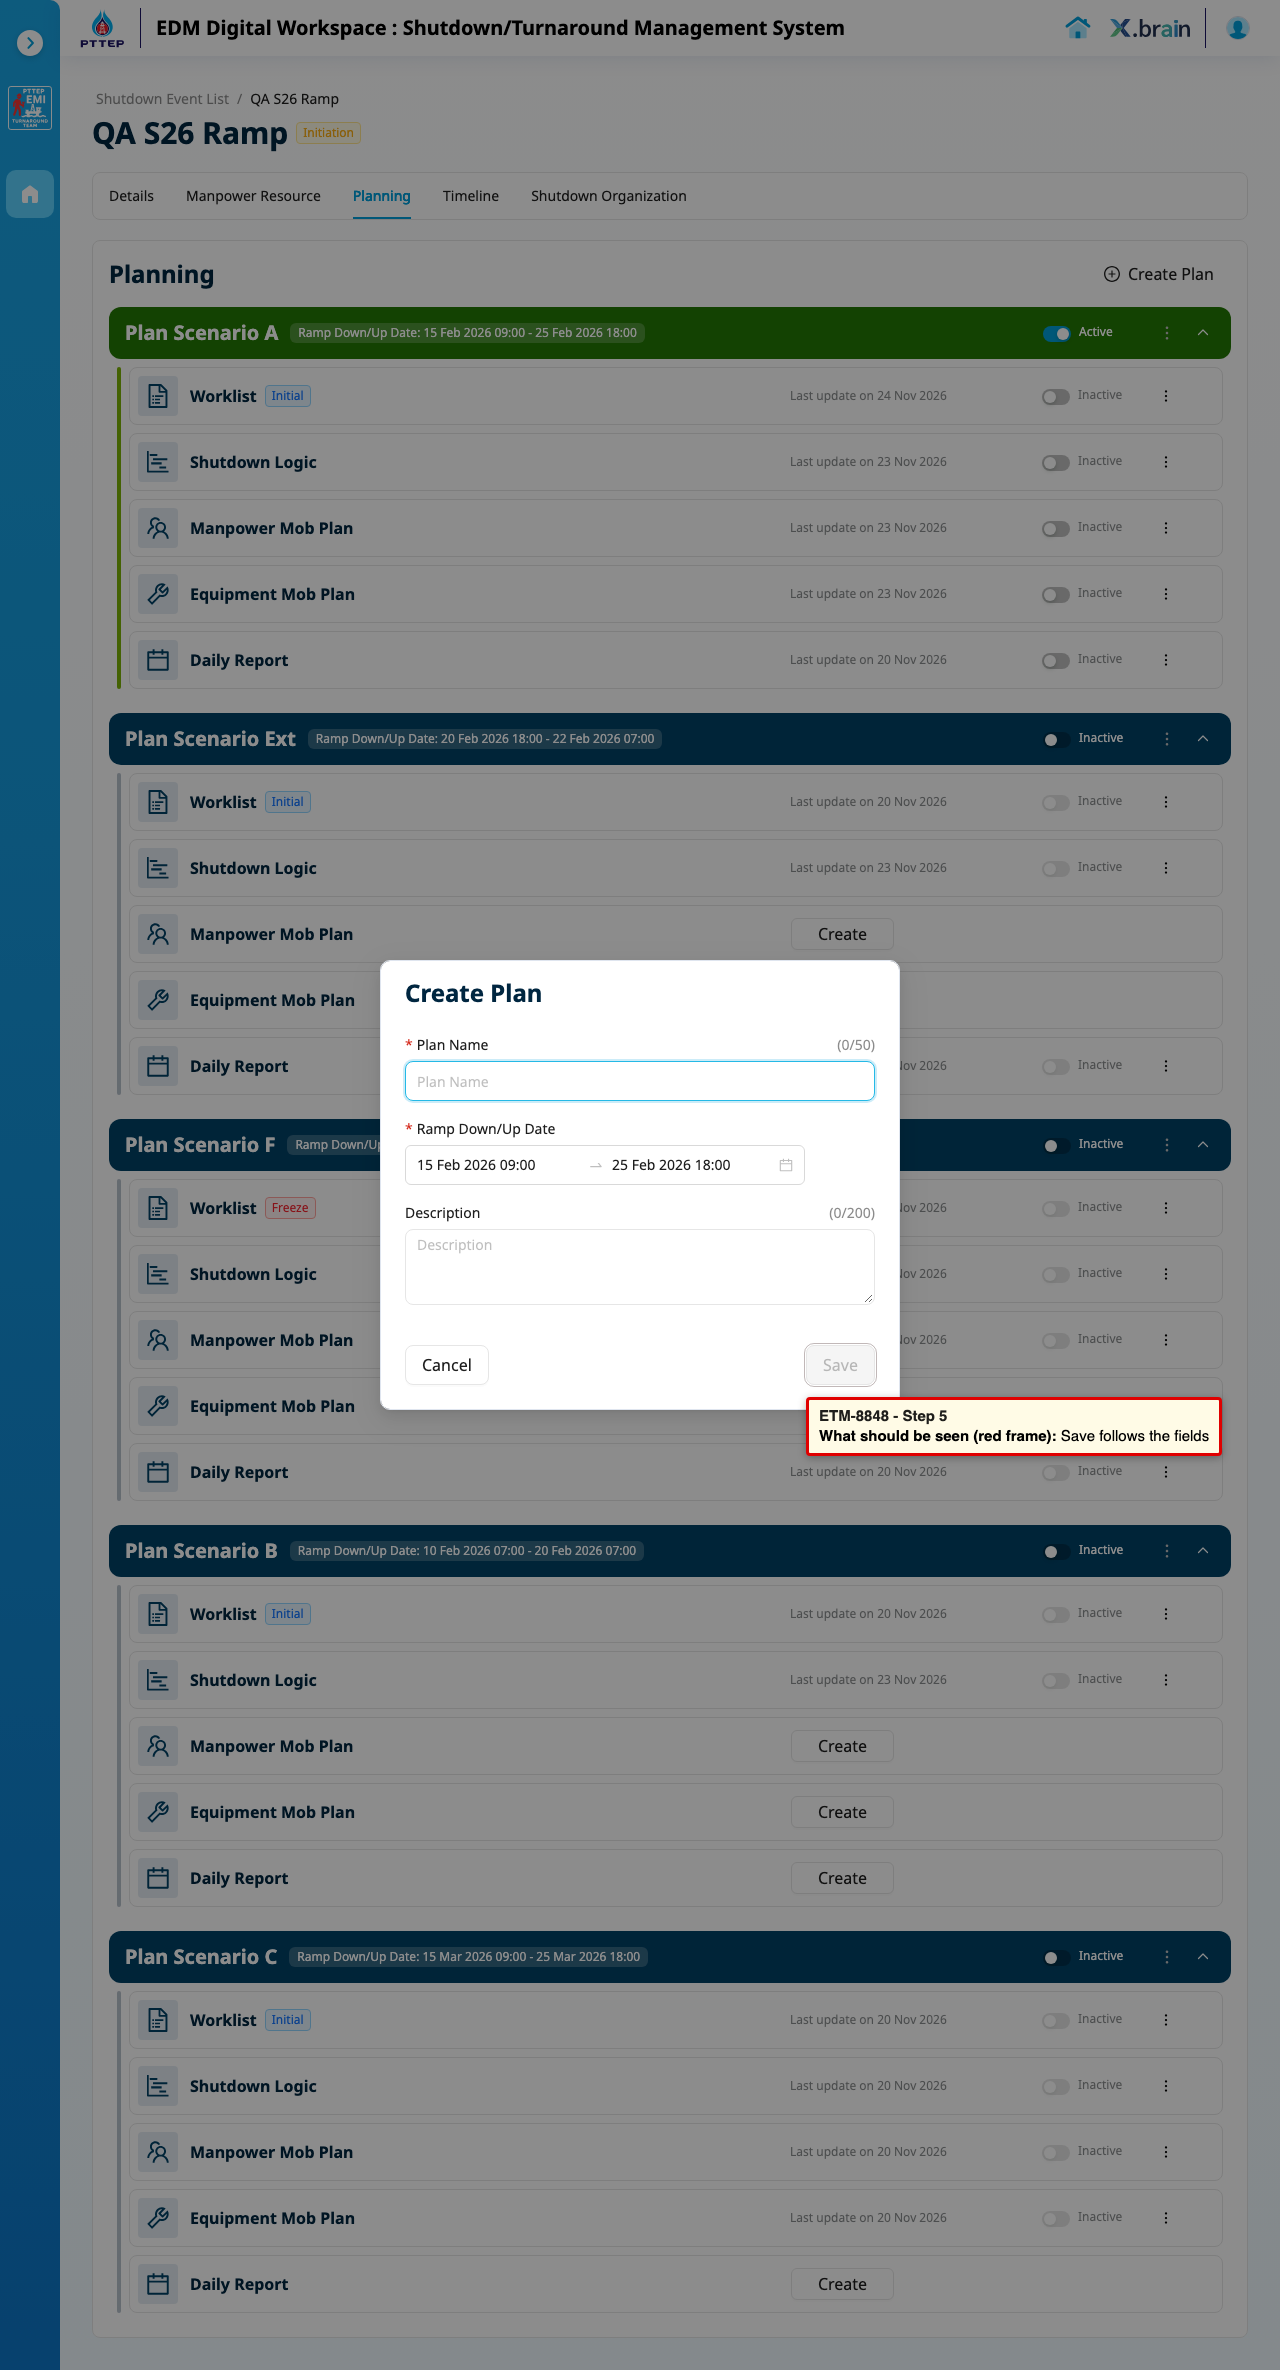 PTTEP
EDM Digital Workspace : Shutdown/Turnaround Management System
X.brain
PTTEP
EMI
TURNAROUND
TEAM
Shutdown Event List / QA S26 Ramp
QA S26 Ramp Initiation
Details Manpower Resource Planning Timeline Shutdown Organization
Planning Create Plan
Plan Scenario A Ramp Down/Up Date: 15 Feb 2026 09:00 - 25 Feb 2026 18:00 Active
Worklist Initial Last update on 24 Nov 2026 Inactive
Shutdown Logic Last update on 23 Nov 2026 Inactive
Manpower Mob Plan Last update on 23 Nov 2026 Inactive
Equipment Mob Plan Last update on 23 Nov 2026 Inactive
Daily Report Last update on 20 Nov 2026 Inactive
Plan Scenario Ext Ramp Down/Up Date: 20 Feb 2026 18:00 - 22 Feb 2026 07:00 Inactive
Worklist Initial Last update on 20 Nov 2026 Inactive
Shutdown Logic Last update on 23 Nov 2026 Inactive
Manpower Mob Plan Create
Equipment Mob Plan
Daily Report Nov 2026 Inactive
Plan Scenario F Ramp Down/Up Inactive
Worklist Freeze Nov 2026 Inactive
Shutdown Logic Nov 2026 Inactive
Manpower Mob Plan Nov 2026 Inactive
Equipment Mob Plan
Daily Report Last update on 20 Nov 2026 Inactive
Create Plan
* Plan Name (0/50)
Plan Name
* Ramp Down/Up Date
15 Feb 2026 09:00 → 25 Feb 2026 18:00
Description (0/200)
Description
Cancel Save
ETM-8848 - Step 5
What should be seen (red frame): Save follows the fields
Plan Scenario B Ramp Down/Up Date: 10 Feb 2026 07:00 - 20 Feb 2026 07:00 Inactive
Worklist Initial Last update on 20 Nov 2026 Inactive
Shutdown Logic Last update on 23 Nov 2026 Inactive
Manpower Mob Plan Create
Equipment Mob Plan Create
Daily Report Create
Plan Scenario C Ramp Down/Up Date: 15 Mar 2026 09:00 - 25 Mar 2026 18:00 Inactive
Worklist Initial Last update on 20 Nov 2026 Inactive
Shutdown Logic Last update on 20 Nov 2026 Inactive
Manpower Mob Plan Last update on 20 Nov 2026 Inactive
Equipment Mob Plan Last update on 20 Nov 2026 Inactive
Daily Report Create